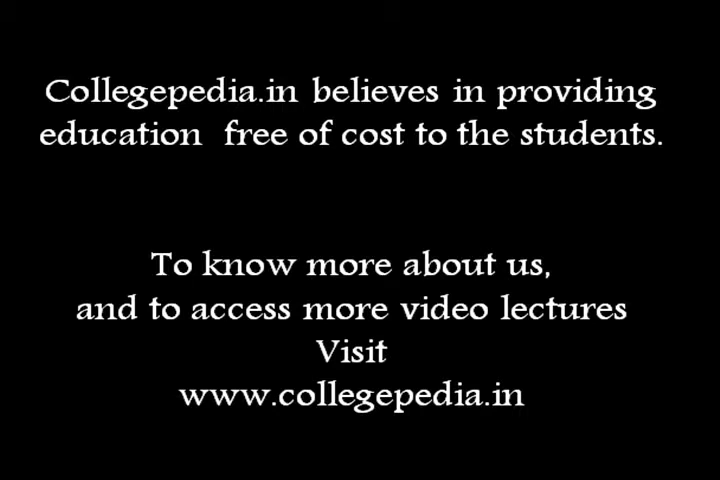 Collegepedia.in believes in providing
education free of cost to the students.
To know more about us,
and to access more video lectures
Visit
www.collegepedia.in